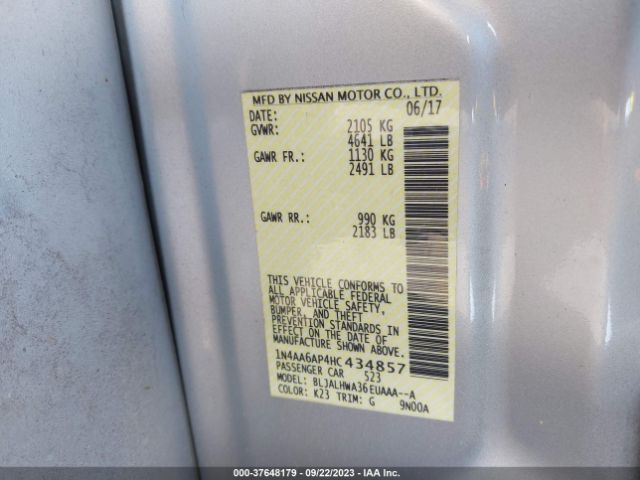 MFD BY NISSAN MOTOR CO., LTD.
DATE: 06/17
GVWR: 2105 KG
4641 LB
GAWR FR.: 1130 KG
2491 LB
GAWR RR.: 990 KG
2183 LB
THIS VEHICLE CONFORMS TO
ALL APPLICABLE FEDERAL
MOTOR VEHICLE SAFETY,
BUMPER, AND THEFT
PREVENTION STANDARDS IN
EFFECT ON THE DATE OF
MANUFACTURE SHOWN ABOVE.
1N4AA6AP4HC434857
PASSENGER CAR 523
MODEL: BLJALHWA36EUAAA--A
COLOR: K23 TRIM: G 9N00A
000-37648179 / 09/22/2023 / IAA Inc.